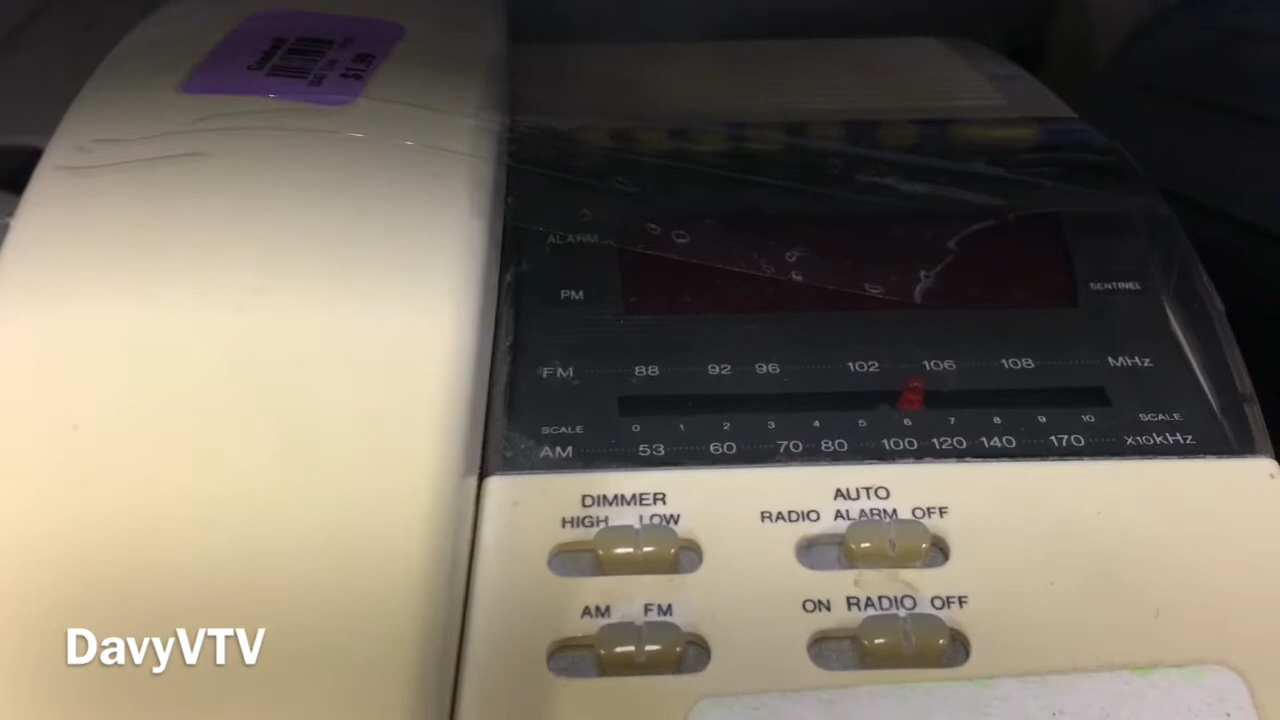 Goodwill
$1.99
ALARM
PM
SENTINEL
FM 88 92 96 102 106 108 MHz
SCALE 0 1 2 3 4 5 6 7 8 9 10 SCALE
AM 53 60 70 80 100 120 140 170 X10kHz
DIMMER
HIGH LOW
AUTO
RADIO ALARM OFF
AM FM
ON RADIO OFF
DavyVTV